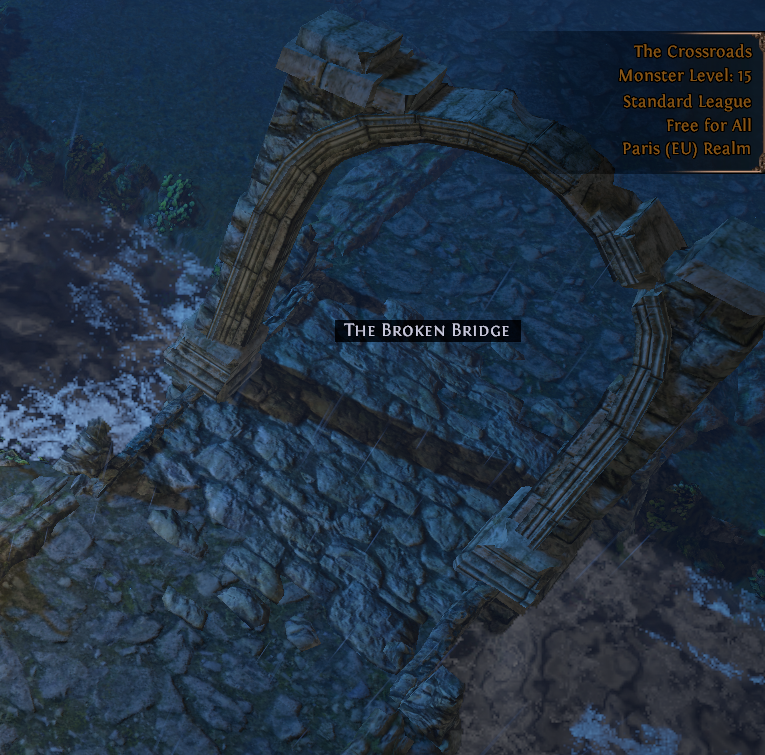 The Crossroads
Monster Level: 15
Standard League
Free for All
Paris (EU) Realm
The Broken Bridge